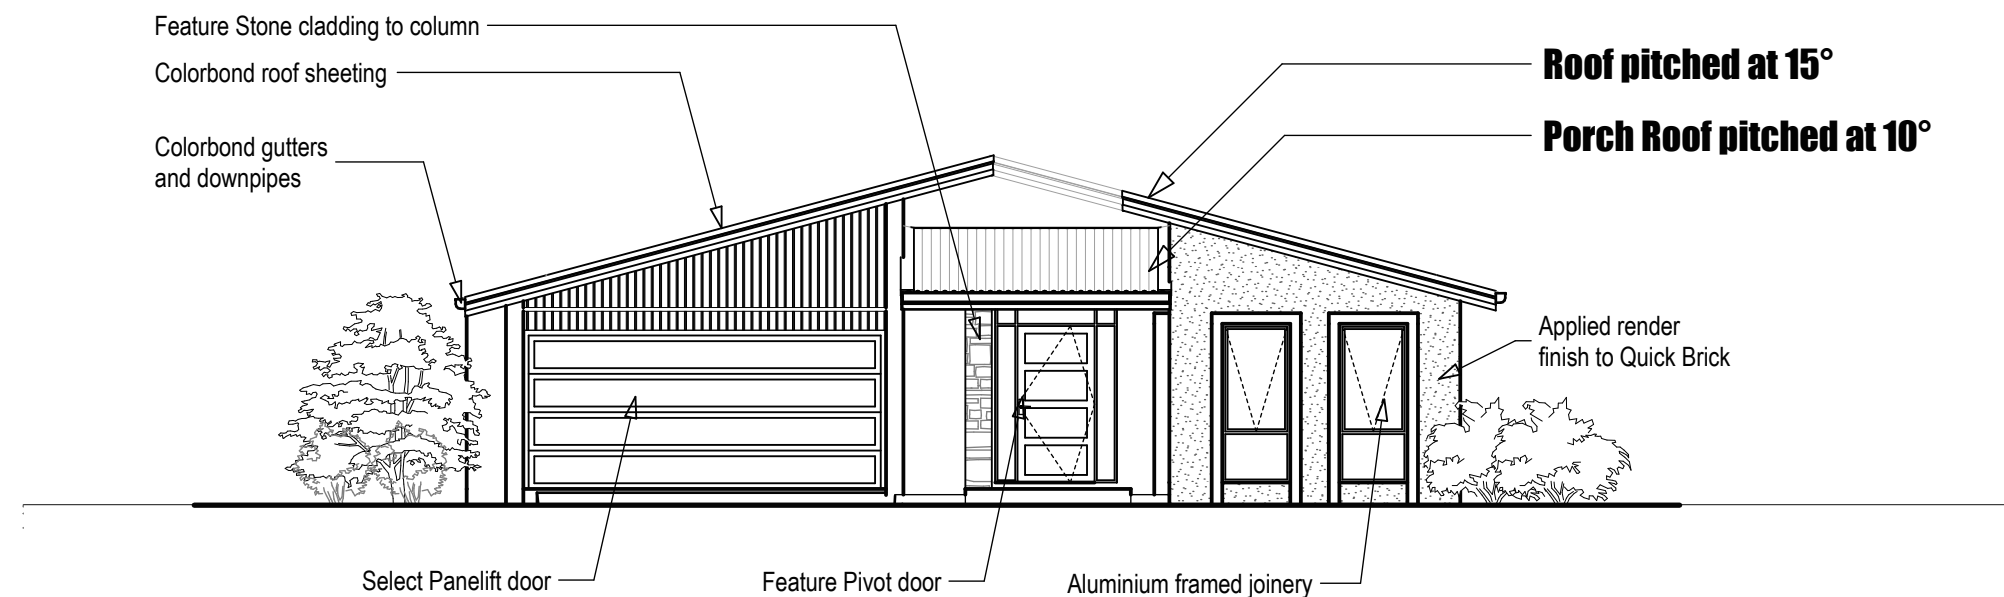 Feature Stone cladding to column
Colorbond roof sheeting
Colorbond gutters
and downpipes
Roof pitched at 15°
Porch Roof pitched at 10°
Applied render
finish to Quick Brick
Select Panelift door
Feature Pivot door
Aluminium framed joinery